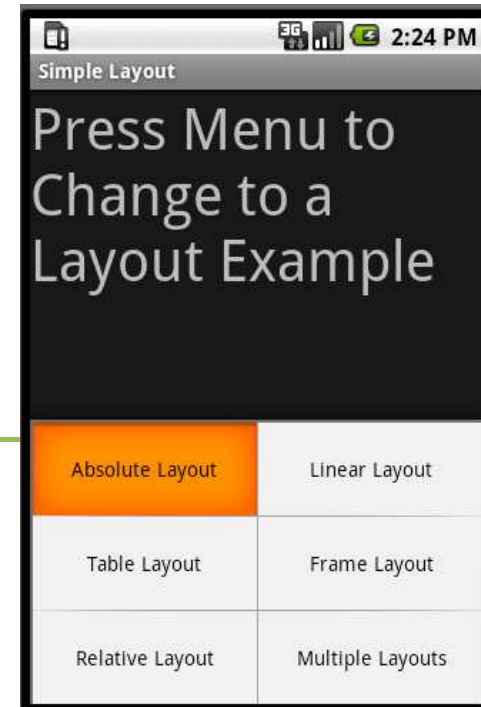 3G 2:24 PM
Simple Layout
Press Menu to
Change to a
Layout Example
Absolute Layout Linear Layout
Table Layout Frame Layout
Relative Layout Multiple Layouts